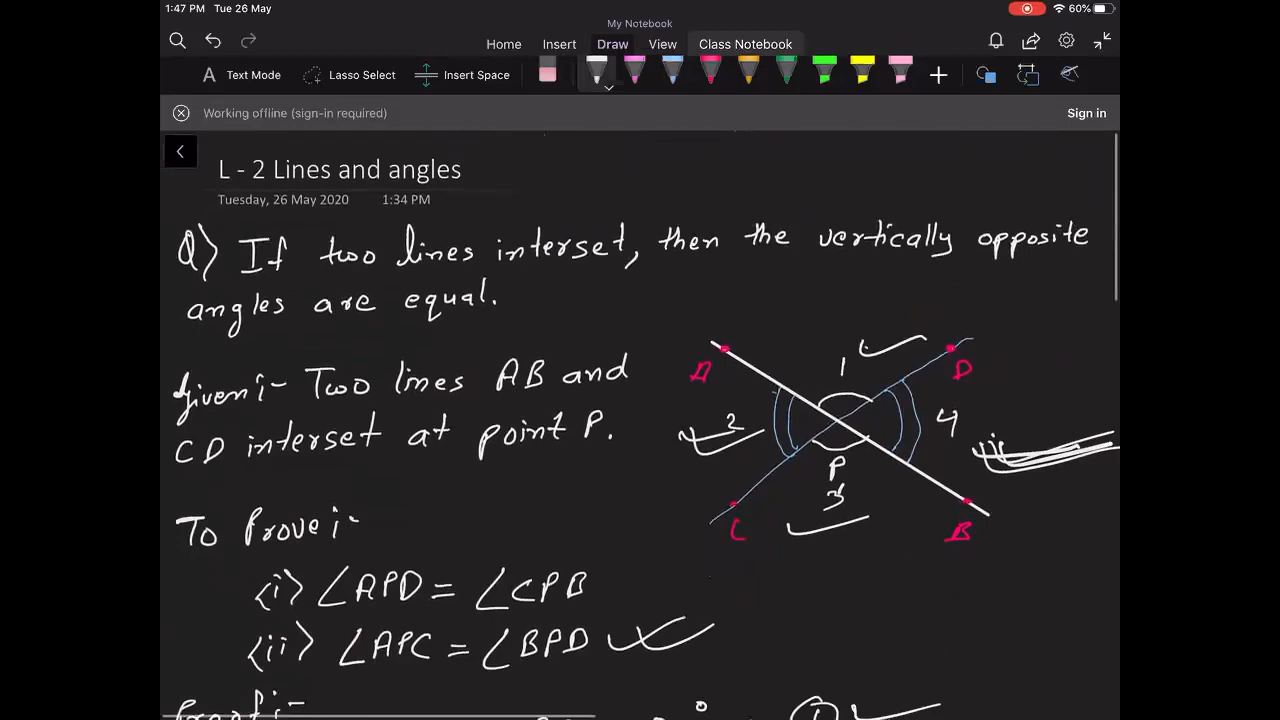 1:47 PM Tue 26 May 60%
My Notebook
Home Insert Draw View Class Notebook
Text Mode Lasso Select Insert Space
Working offline (sign-in required) Sign in
L - 2 Lines and angles
Tuesday, 26 May 2020 1:34 PM
Q) If two lines interset, then the vertically opposite
angles are equal.
Given:- Two lines AB and
CD interset at point P.
A 1 D
2 4
P
3
C B
To Prove:-
(i) ∠APD = ∠CPB
(ii) ∠APC = ∠BPD
Proof:-